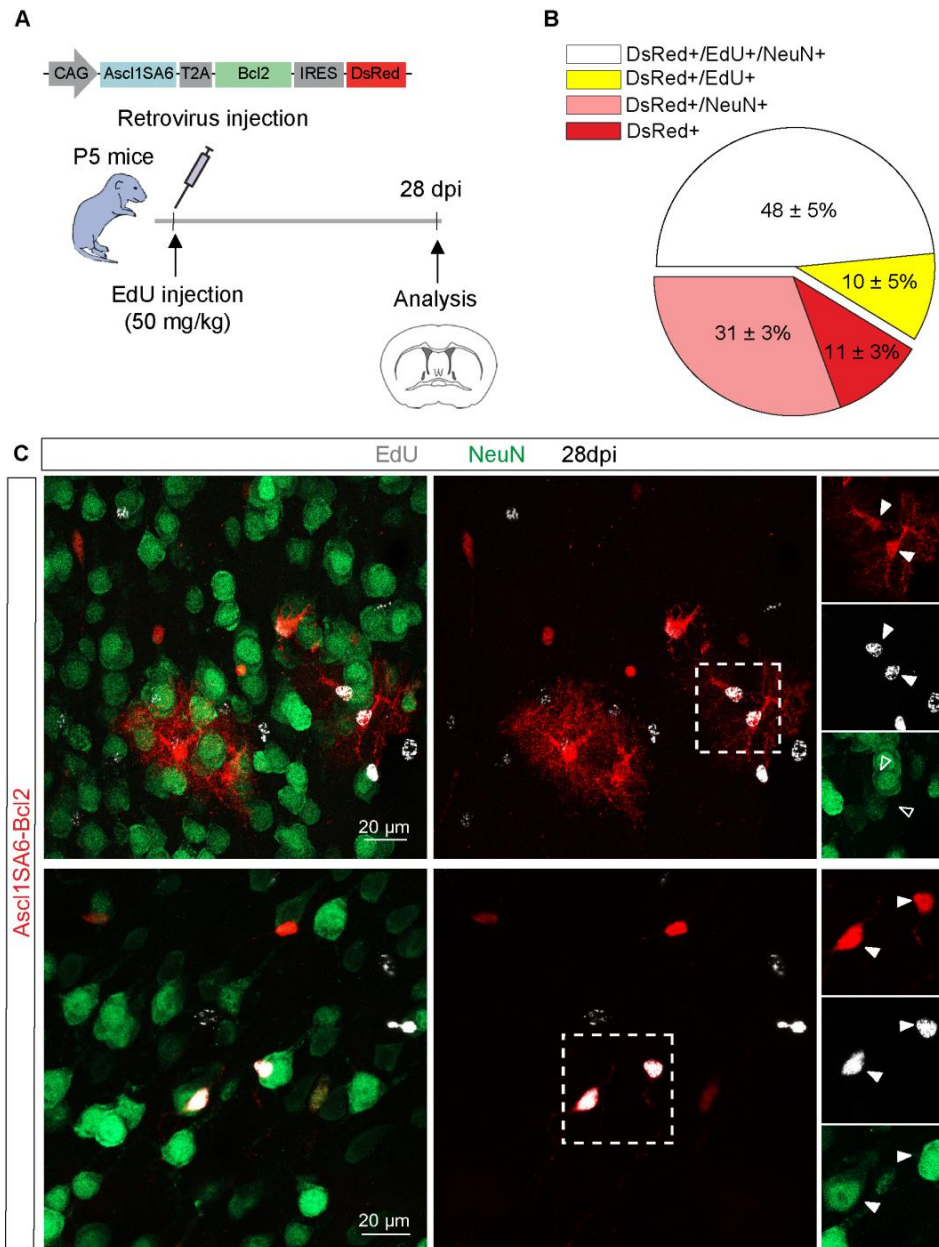 A
CAG Ascl1SA6 T2A Bcl2 IRES DsRed
Retrovirus injection
P5 mice
28 dpi
EdU injection
(50 mg/kg)
Analysis
B
DsRed+/EdU+/NeuN+
DsRed+/EdU+
DsRed+/NeuN+
DsRed+
48 ± 5%
10 ± 5%
31 ± 3%
11 ± 3%
C
EdU NeuN 28dpi
Ascl1SA6-Bcl2
20 µm
20 µm